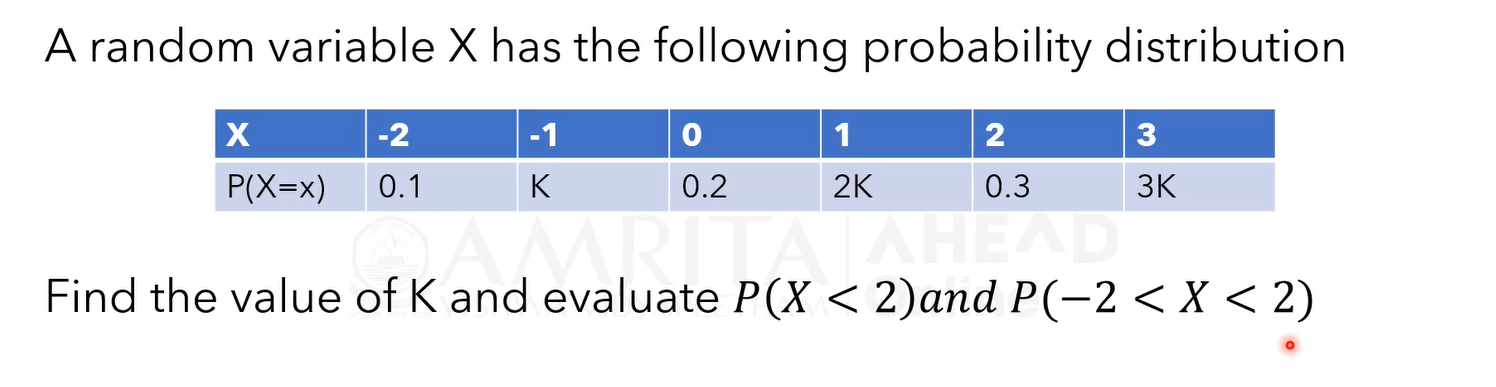 A random variable X has the following probability distribution
X -2 -1 0 1 2 3
P(X=x) 0.1 K 0.2 2K 0.3 3K
AMRITA AHEAD
Online
Find the value of K and evaluate P(X < 2)and P(−2 < X < 2)